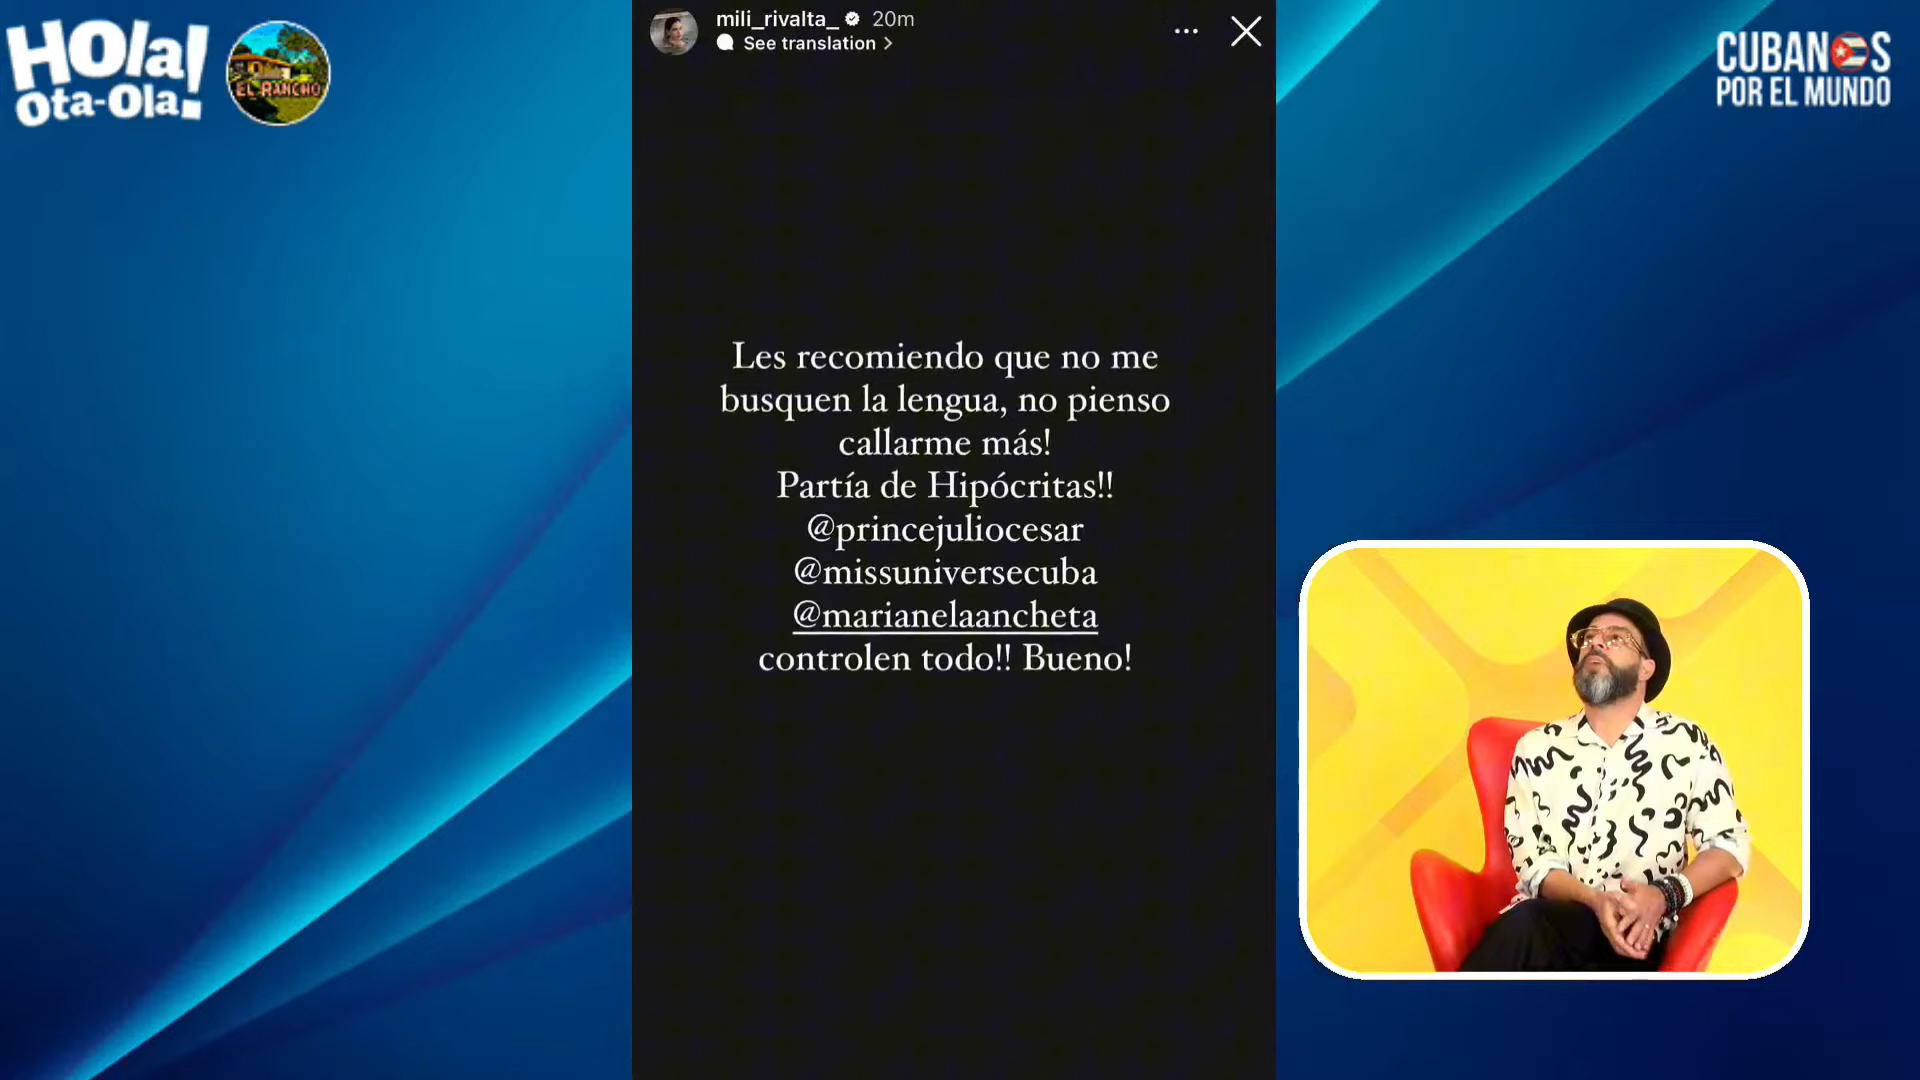 Hola!
Ota-Ola!
EL RANCHO
mili_rivalta_ 20m
See translation
CUBANOS
POR EL MUNDO
Les recomiendo que no me
busquen la lengua, no pienso
callarme más!
Partía de Hipócritas!!
@princejuliocesar
@missuniversecuba
@marianelaancheta
controlen todo!! Bueno!